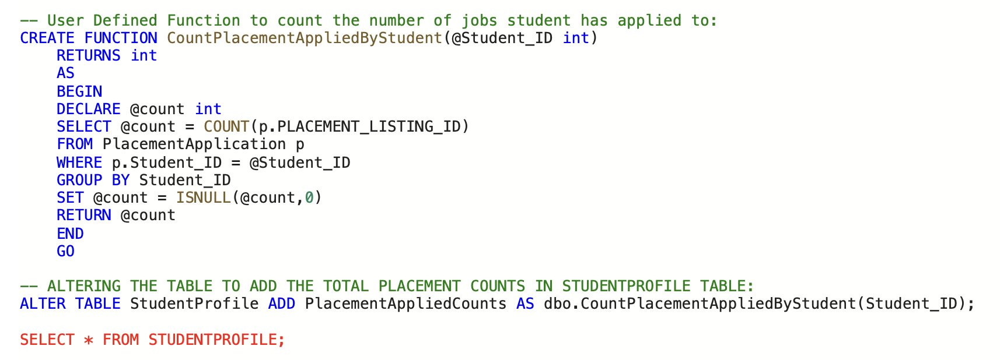 -- User Defined Function to count the number of jobs student has applied to:
CREATE FUNCTION CountPlacementAppliedByStudent(@Student_ID int)
RETURNS int
AS
BEGIN
DECLARE @count int
SELECT @count = COUNT(p.PLACEMENT_LISTING_ID)
FROM PlacementApplication p
WHERE p.Student_ID = @Student_ID
GROUP BY Student_ID
SET @count = ISNULL(@count,0)
RETURN @count
END
GO
-- ALTERING THE TABLE TO ADD THE TOTAL PLACEMENT COUNTS IN STUDENTPROFILE TABLE:
ALTER TABLE StudentProfile ADD PlacementAppliedCounts AS dbo.CountPlacementAppliedByStudent(Student_ID);
SELECT * FROM STUDENTPROFILE;